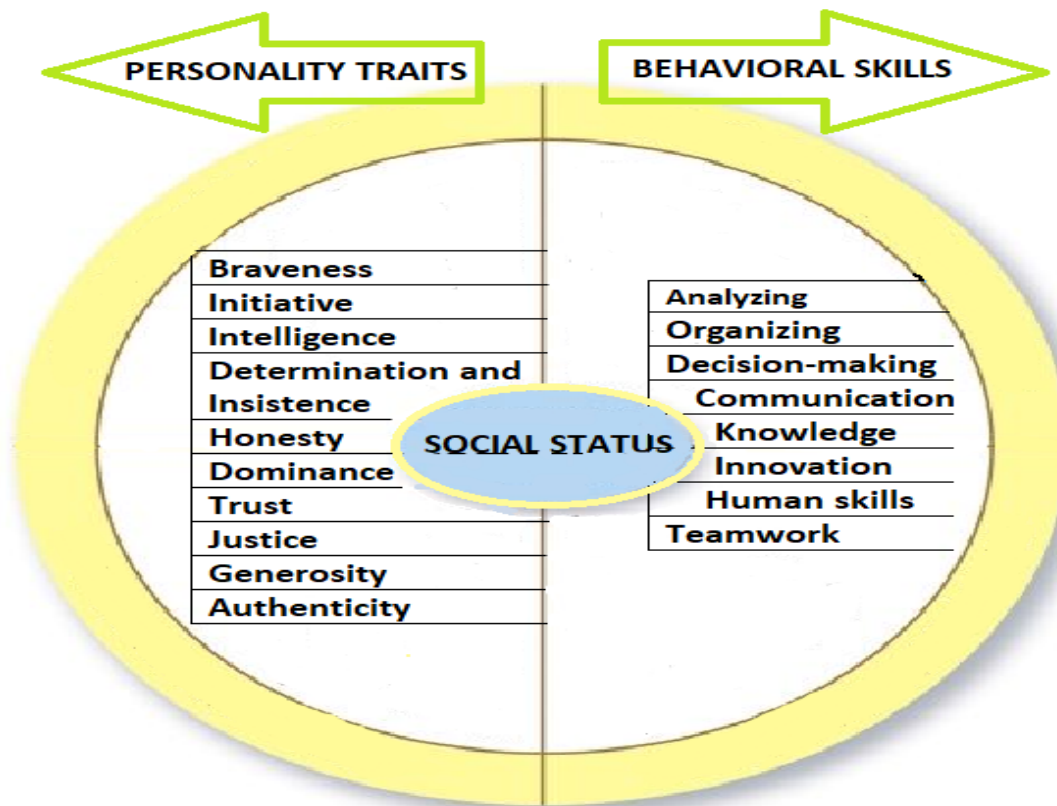 PERSONALITY TRAITS
BEHAVIORAL SKILLS
Braveness
Initiative
Intelligence
Determination and
Insistence
Honesty
Dominance
Trust
Justice
Generosity
Authenticity
SOCIAL STATUS
Analyzing
Organizing
Decision-making
Communication
Knowledge
Innovation
Human skills
Teamwork